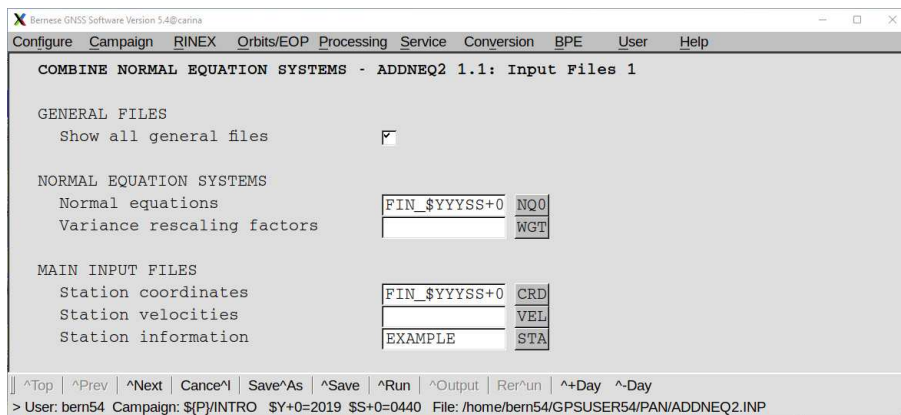 Bernese GNSS Software Version 5.4@carina
Configure Campaign RINEX Orbits/EOP Processing Service Conversion BPE User Help
COMBINE NORMAL EQUATION SYSTEMS - ADDNEQ2 1.1: Input Files 1
GENERAL FILES
Show all general files
NORMAL EQUATION SYSTEMS
Normal equations FIN_$YYYSS+0 NQ0
Variance rescaling factors WGT
MAIN INPUT FILES
Station coordinates FIN_$YYYSS+0 CRD
Station velocities VEL
Station information EXAMPLE STA
^Top ^Prev ^Next Cance^l Save^As ^Save ^Run ^Output Rer^un ^+Day ^-Day
> User: bern54 Campaign: ${P}/INTRO $Y+0=2019 $S+0=0440 File: /home/bern54/GPSUSER54/PAN/ADDNEQ2.INP